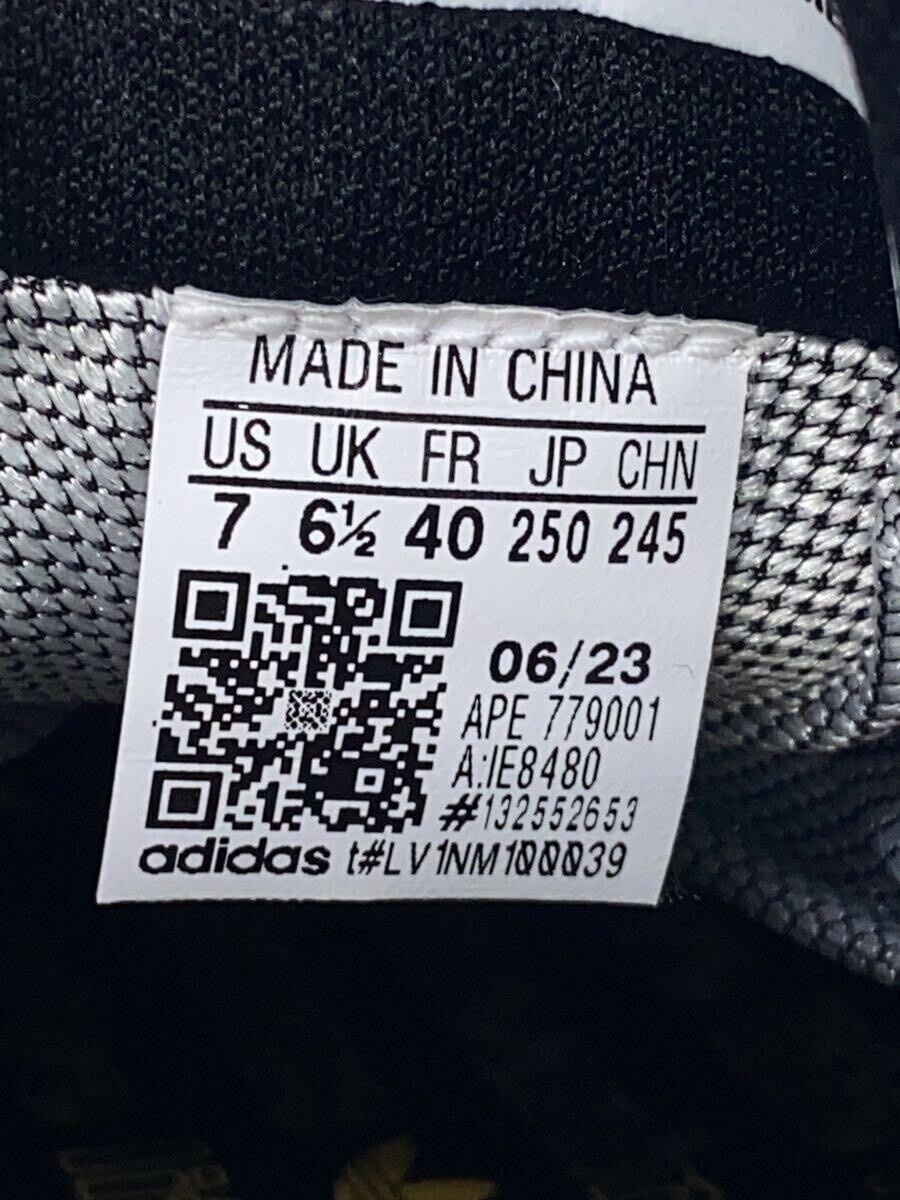 MADE IN CHINA
US UK FR JP CHN
7 6½ 40 250 245
06/23
APE 779001
A:IE8480
#132552653
adidas t#LV1NM1000039